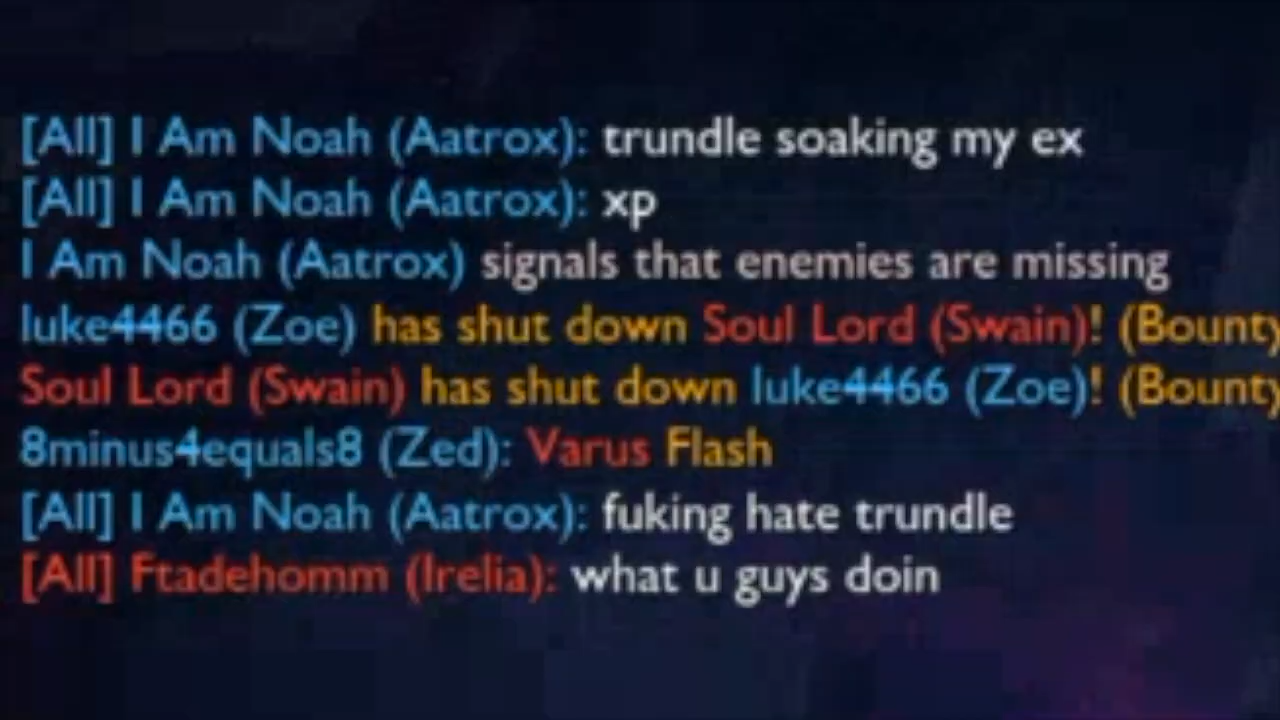 [All] I Am Noah (Aatrox): trundle soaking my ex
[All] I Am Noah (Aatrox): xp
I Am Noah (Aatrox) signals that enemies are missing
luke4466 (Zoe) has shut down Soul Lord (Swain)! (Bounty
Soul Lord (Swain) has shut down luke4466 (Zoe)! (Bounty
8minus4equals8 (Zed): Varus Flash
[All] I Am Noah (Aatrox): fuking hate trundle
[All] Ftadehomm (Irelia): what u guys doin